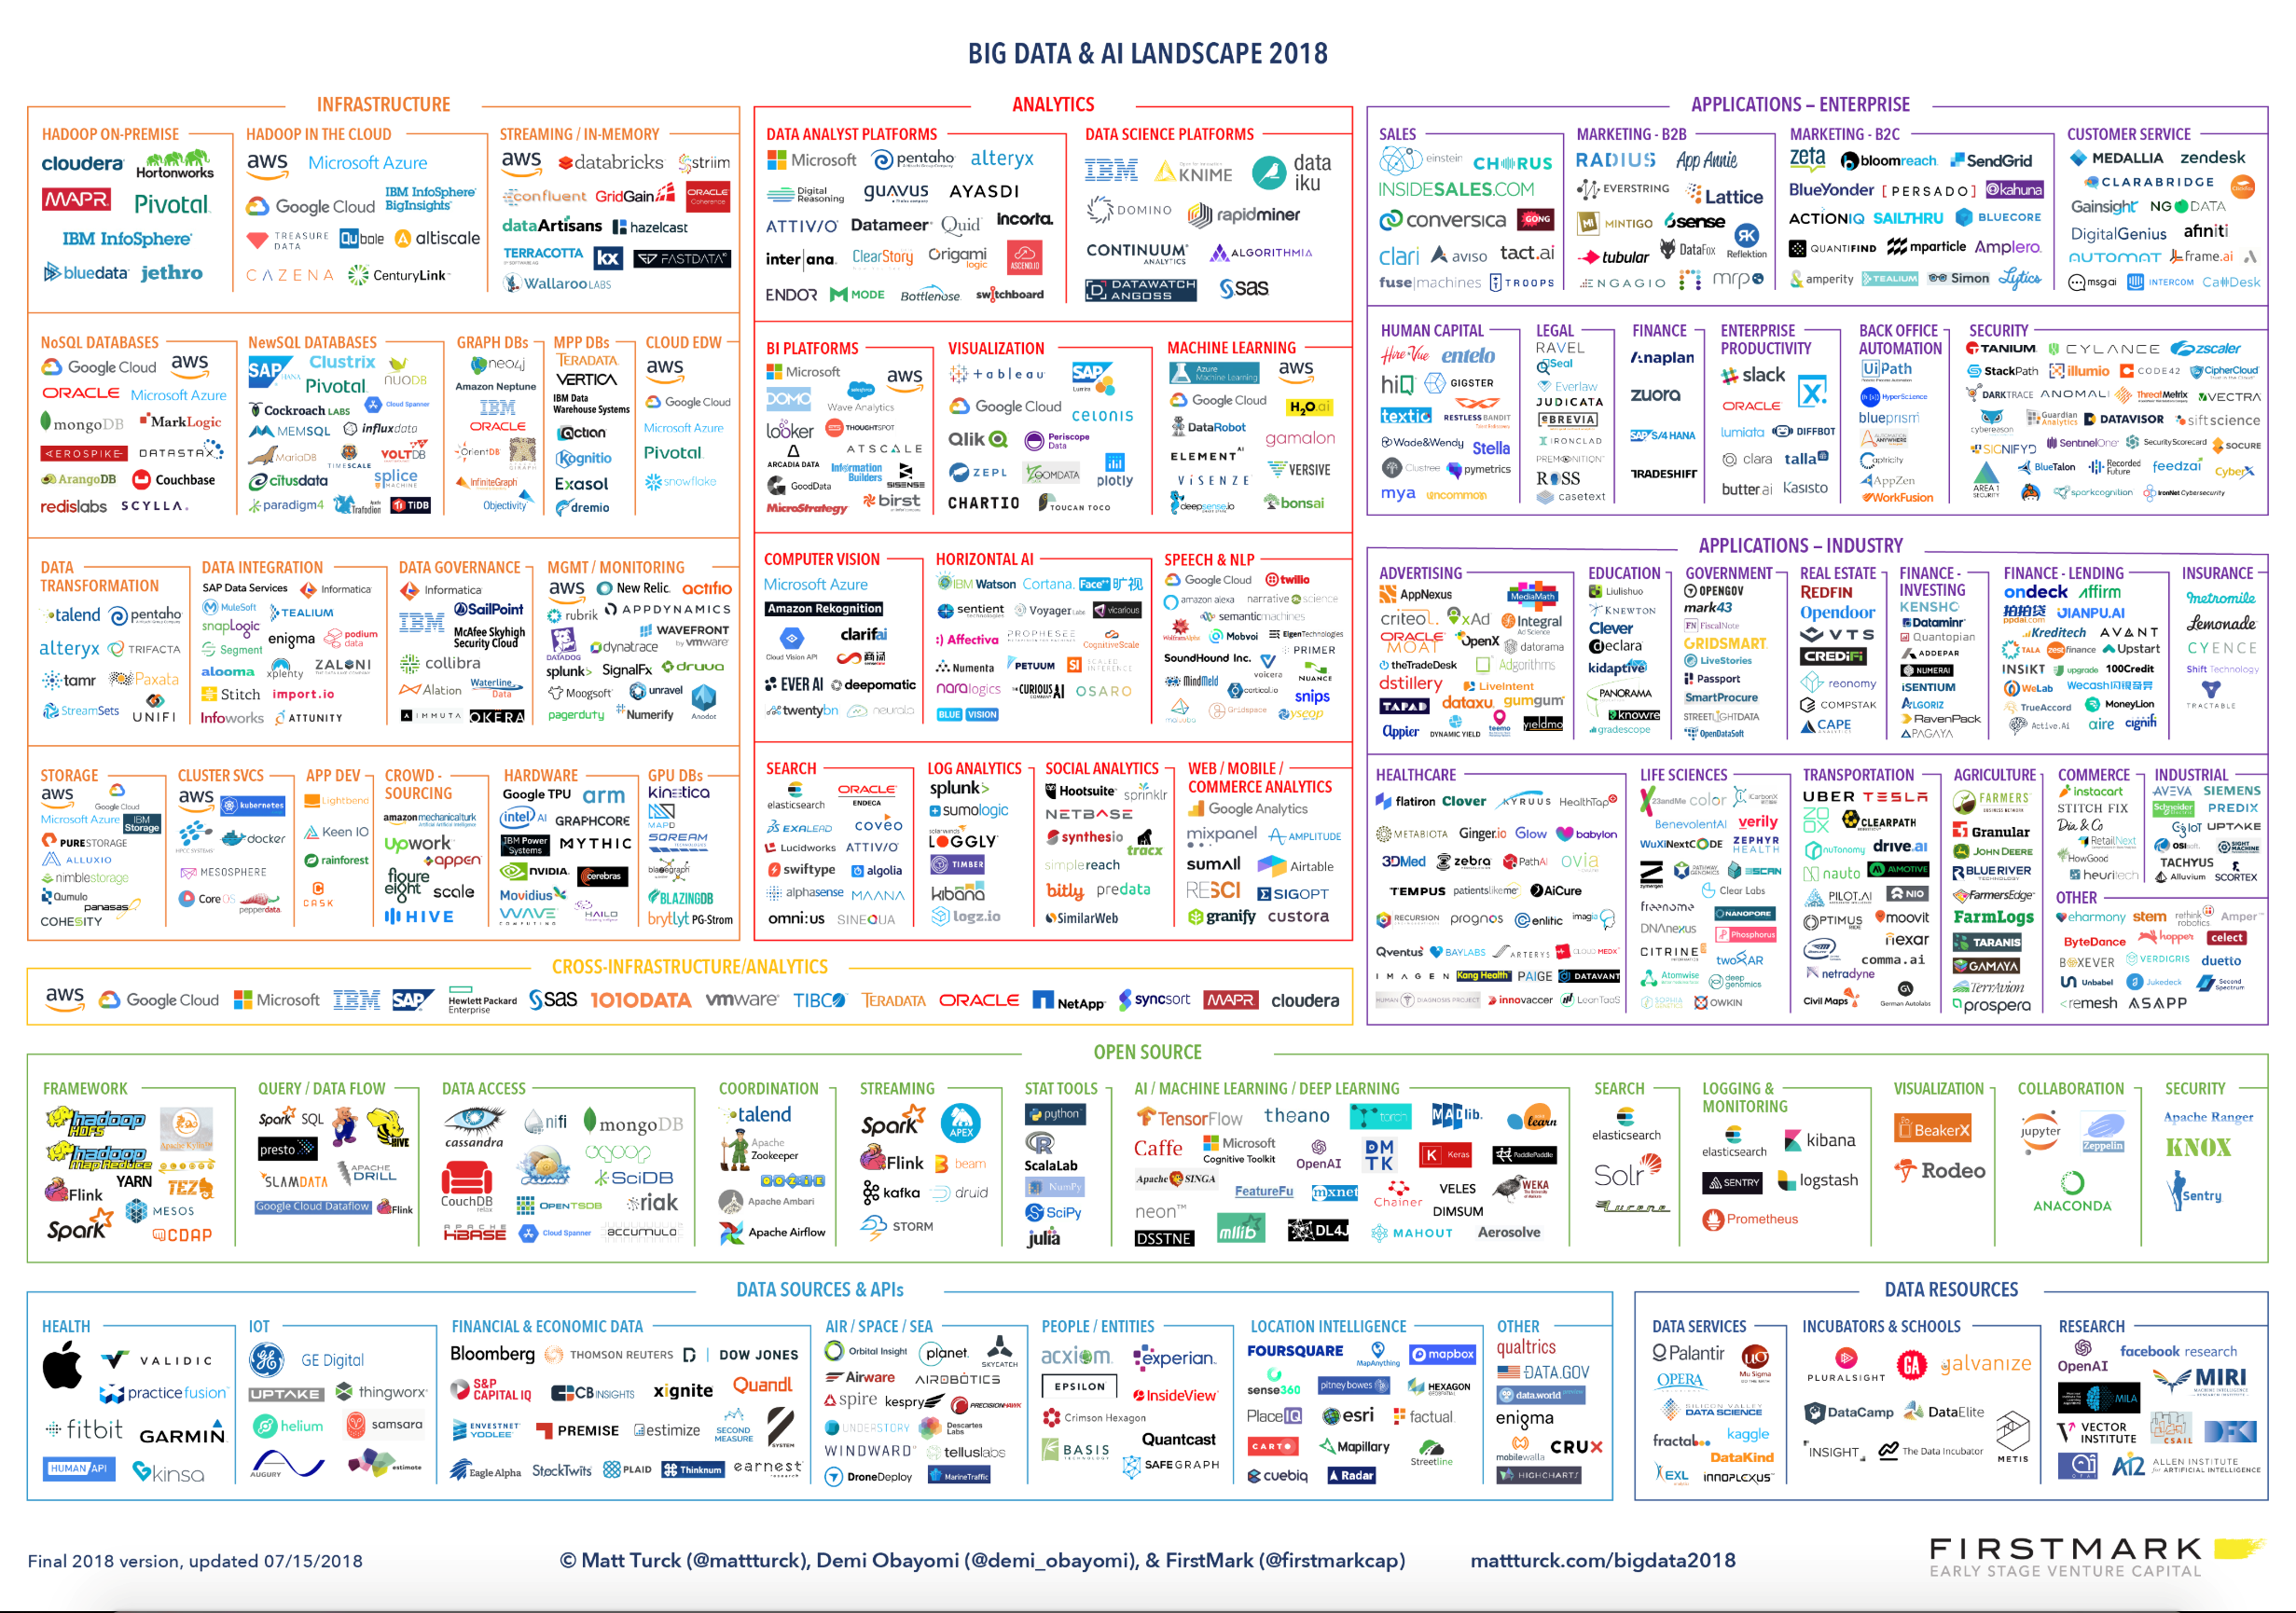 BIG DATA & AI LANDSCAPE 2018
INFRASTRUCTURE
HADOOP ON-PREMISE
cloudera Hortonworks
MAPR Pivotal
IBM InfoSphere
bluedata jethro
HADOOP IN THE CLOUD
aws Microsoft Azure
Google Cloud IBM InfoSphere BigInsights
TREASURE DATA Qubole altiscale
CAZENA CenturyLink
STREAMING / IN-MEMORY
aws databricks striim
confluent GridGain ORACLE Coherence
dataArtisans hazelcast
TERRACOTTA kx FASTDATA
Wallaroo LABS
NoSQL DATABASES
Google Cloud aws
ORACLE Microsoft Azure
mongoDB MarkLogic
AEROSPIKE DATASTAX
ArangoDB Couchbase
redislabs SCYLLA.
NewSQL DATABASES
SAP HANA Clustrix Pivotal NUODB
Cockroach LABS Cloud Spanner
MEMSQL influxdata
MariaDB TIMESCALE VOLTDB
citusdata splice MACHINE
paradigm4 Trafodion TiDB
GRAPH DBs
neo4j
Amazon Neptune
IBM
ORACLE
OrientDB GIRAPH
InfiniteGraph
Objectivity
MPP DBs
TERADATA
VERTICA
IBM Data Warehouse Systems
Actian
Kognitio
Exasol
dremio
CLOUD EDW
aws
Google Cloud
Microsoft Azure
Pivotal
snowflake
DATA TRANSFORMATION
talend pentaho
alteryx TRIFACTA
tamr Paxata
StreamSets UNIFI
DATA INTEGRATION
SAP Data Services Informatica
MuleSoft TEALIUM
snapLogic enigma podium data
Segment
alooma xplenty ZALONI
Stitch import.io
Infoworks ATTUNITY
DATA GOVERNANCE
Informatica
IBM SailPoint
McAfee Skyhigh Security Cloud
collibra
Alation Waterline Data
IMMUTA OKERA
MGMT / MONITORING
aws New Relic actifio
rubrik APPDYNAMICS
DATADOG WAVEFRONT by vmware
dynatrace
splunk> SignalFx druva
Moogsoft unravel
pagerduty Numerify Anodot
STORAGE
aws Google Cloud
Microsoft Azure IBM Storage
PURESTORAGE
ALLUXIO
nimblestorage
Qumulo panasas
COHESITY
CLUSTER SVCS
aws kubernetes
HPCC SYSTEMS docker
MESOSPHERE
Core OS pepperdata
APP DEV
Lightbend
Keen IO
rainforest
CASK
CROWD-SOURCING
amazon mechanical turk
Upwork
appen
figure eight scale
HIVE
HARDWARE
Google TPU arm
intel AI GRAPHCORE
IBM Power Systems MYTHIC
NVIDIA cerebras
Movidius
WAVE COMPUTING HAILO
GPU DBs
kinetica
MAPD
SQREAM
blazegraph
BLAZINGDB
brytlyt PG-Strom
ANALYTICS
DATA ANALYST PLATFORMS
Microsoft pentaho alteryx
Digital Reasoning guavus AYASDI
ATTIV/O Datameer Quid Incorta.
inter|ana. ClearStory Origami logic ASCEND.IO
ENDOR MODE Bottlenose switchboard
DATA SCIENCE PLATFORMS
IBM KNIME data iku
DOMINO rapidminer
CONTINUUM ANALYTICS ALGORITHMIA
DATAWATCH ANGOSS sas
BI PLATFORMS
Microsoft aws
DOMO Wave Analytics
looker THOUGHTSPOT
ARCADIA DATA ATSCALE
GoodData Information Builders SISENSE
MicroStrategy birst
VISUALIZATION
+ableau SAP Lumira
Google Cloud celonis
Qlik Periscope Data
ZEPL ZOOMDATA plotly
CHARTIO TOUCAN TOCO
MACHINE LEARNING
Azure Machine Learning aws
Google Cloud H2O.ai
DataRobot gamalon
ELEMENT AI
VERSIVE
ViSENZE
deepsense.io bonsai
COMPUTER VISION
Microsoft Azure
Amazon Rekognition
Cloud Vision API clarifai
商汤
EVER AI deepomatic
twentybn neurala
HORIZONTAL AI
IBM Watson Cortana. Face++ 旷视
sentient Voyager Labs vicarious
Affectiva PROPHESEE CognitiveScale
Numenta PETUUM SCALED INFERENCE
naralogics CURIOUSAI OSARO
BLUE VISION
SPEECH & NLP
Google Cloud twilio
amazon alexa narrative science
semanticmachines
WolframAlpha Mobvoi EigenTechnologies
SoundHound Inc. voicera PRIMER
NUANCE
MindMeld cortical.io snips
maluuba Gridspace yscop
SEARCH
elasticsearch ORACLE ENDECA
EXALEAD coveo
Lucidworks ATTIV/O
swiftype algolia
alphasense MAANA
omni:us SINEQUA
LOG ANALYTICS
splunk>
sumologic
solarwinds LOGGLY
TIMBER
kibana
logz.io
SOCIAL ANALYTICS
Hootsuite sprinklr
NETBASE
synthesio tracx
simplereach
bitly predata
SimilarWeb
WEB / MOBILE / COMMERCE ANALYTICS
Google Analytics
mixpanel AMPLITUDE
sumAll Airtable
RESCI SIGOPT
granify custora
APPLICATIONS – ENTERPRISE
SALES
einstein CHORUS
INSIDESALES.COM
conversica GONG
clari aviso tact.ai
fuse|machines TROOPS
MARKETING - B2B
RADIUS App Annie
EVERSTRING Lattice
MINTIGO 6sense
tubular DataFox Reflektion
ENGAGIO mrp
MARKETING - B2C
zeta bloomreach SendGrid
BlueYonder [PERSADO] kahuna
ACTIONIQ SAILTHRU BLUECORE
QUANTIFIND mparticle Amplero.
amperity TEALIUM Simon Lytics
CUSTOMER SERVICE
MEDALLIA zendesk
CLARABRIDGE
Gainsight NGDATA
DigitalGenius afiniti
AUTOMAT frame.ai
msgai INTERCOM Ca##Desk
HUMAN CAPITAL
HireVue entelo
hiQ GIGSTER
textio RESTLESS BANDIT
Wade&Wendy Stella
Clustree pymetrics
mya uncommon
LEGAL
RAVEL
Seal
Everlaw
JUDICATA
eBREVIA
IRONCLAD
PREMONITION
ROSS
casetext
FINANCE
Anaplan
zuora
SAP S/4 HANA
TRADESHIFT
ENTERPRISE PRODUCTIVITY
slack X.
ORACLE
lumiata DIFFBOT
clara talla
butter.ai Kasisto
BACK OFFICE AUTOMATION
UiPath
HyperScience
blueprism
AUTOMATION ANYWHERE
Captricity
AppZen
WorkFusion
SECURITY
TANIUM CYLANCE zscaler
StackPath illumio CODE42 CipherCloud
DARKTRACE ANOMALI ThreatMetrix VECTRA
cybereason Guardian Analytics DATAVISOR siftscience
SIGNIFYD SentinelOne SecurityScorecard SOCURE
AREA 1 SECURITY BlueTalon Recorded Future feedzai CyberX
sparkcognition IronNet Cybersecurity
APPLICATIONS – INDUSTRY
ADVERTISING
AppNexus MediaMath
criteo. xAd Integral Ad Science
ORACLE MOAT OpenX datorama
theTradeDesk Adgorithms
dstillery LiveIntent
TAPAD dataxu gumgum
Appier DYNAMIC YIELD teemo yieldmo
EDUCATION
Liulishuo
KNEWTON
Clever
declara
kidaptive
PANORAMA
knowre
gradescope
GOVERNMENT
OPENGOV
mark43
FiscalNote
GRIDSMART
LiveStories
Passport
SmartProcure
STREETLIGHTDATA
OpenDataSoft
REAL ESTATE
REDFIN
Opendoor
VTS
CREDiFi
reonomy
COMPSTAK
CAPE ANALYTICS
FINANCE - INVESTING
KENSHO
Dataminr
Quantopian
ADDEPAR
NUMERAI
iSENTIUM
ALGORIZ
RavenPack
PAGAYA
FINANCE - LENDING
ondeck affirm
拍拍贷 ppdai.com JIANPU.AI
Kreditech AVANT
TALA zestfinance Upstart
INSIKT upgrade 100Credit
WeLab Wecash闪银奇异
TrueAccord MoneyLion
Active.Ai aire cignifi
INSURANCE
metromile
Lemonade
CYENCE
Shift Technology
TRACTABLE
HEALTHCARE
flatiron Clover KYRUUS HealthTap
METABIOTA Ginger.io Glow babylon
3DMed zebra PathAI ovia
TEMPUS patientslikeme AiCure
RECURSION prognos enlitic imagia
Qventus BAYLABS ARTERYS CLOUD MEDX
IMAGEN Kang Health PAIGE DATAVANT
HUMAN DIAGNOSIS PROJECT innovaccer LeanTaaS
LIFE SCIENCES
23andMe color CarbonX
BenevolentAI verily
WuXiNextCODE ZEPHYR HEALTH
zymergen PATHWAY GENOMICS 3SCAN
Clear Labs
freenome NANOPORE
DNAnexus Phosphorus
CITRINE twoXAR
Atomwise deep genomics
SOPHIA GENETICS OWKIN
TRANSPORTATION
UBER TESLA
ZOOX CLEARPATH
nuTonomy drive.ai
nauto AIMOTIVE
PILOT.AI NIO
OPTIMUS RIDE moovit
nexar
comma.ai
netradyne
Civil Maps German Autolabs
AGRICULTURE
FARMERS BUSINESS NETWORK
Granular
JOHN DEERE
BLUE RIVER TECHNOLOGY
FarmersEdge
FarmLogs
TARANIS
GAMAYA
TerrAvion
prospera
COMMERCE
instacart
STITCH FIX
Dia & Co
RetailNext
HowGood
heuritech
INDUSTRIAL
AVEVA SIEMENS
Schneider Electric PREDIX
C3 IoT UPTAKE
OSIsoft. SIGHT MACHINE
TACHYUS
Alluvium SCORTEX
OTHER
eharmony stem rethink robotics Amper
ByteDance hopper celect
BOXEVER VERDIGRIS duetto
Unbabel Jukedeck Second Spectrum
remesh ASAPP
CROSS-INFRASTRUCTURE/ANALYTICS
aws Google Cloud Microsoft IBM SAP Hewlett Packard Enterprise sas 1010DATA vmware TIBCO TERADATA ORACLE NetApp syncsort MAPR cloudera
OPEN SOURCE
FRAMEWORK
hadoop HDFS Apache Kylin
hadoop MapReduce
Flink YARN TEZ
MESOS
Spark CDAP
QUERY / DATA FLOW
Spark SQL HIVE
presto
SLAMDATA APACHE DRILL
Google Cloud Dataflow Flink
DATA ACCESS
cassandra nifi mongoDB
sqoop
CouchDB relax SciDB
OPENTSDB riak
APACHE HBASE Cloud Spanner accumulo
COORDINATION
talend
Apache Zookeeper
OOZIE
Apache Ambari
Apache Airflow
STREAMING
Spark APEX
Flink beam
kafka druid
STORM
STAT TOOLS
python
R
ScalaLab
NumPy
SciPy
julia
AI / MACHINE LEARNING / DEEP LEARNING
TensorFlow theano torch MADlib. learn
Caffe Microsoft Cognitive Toolkit OpenAI DMTK Keras PaddlePaddle
Apache SINGA FeatureFu mxnet Chainer VELES WEKA
neon DIMSUM
DSSTNE mllib DL4J MAHOUT Aerosolve
SEARCH
elasticsearch
Solr
Lucene
LOGGING & MONITORING
elasticsearch kibana
SENTRY logstash
Prometheus
VISUALIZATION
BeakerX
Rodeo
COLLABORATION
jupyter Zeppelin
ANACONDA
SECURITY
Apache Ranger
KNOX
Sentry
DATA SOURCES & APIs
HEALTH
VALIDIC
practicefusion
fitbit GARMIN
HUMAN API kinsa
IOT
GE GE Digital
UPTAKE thingworx
helium samsara
AUGURY estimote
FINANCIAL & ECONOMIC DATA
Bloomberg THOMSON REUTERS D | DOW JONES
S&P CAPITAL IQ CBINSIGHTS xignite Quandl
ENVESTNET YODLEE PREMISE estimize SECOND MEASURE 7 SYSTEM
Eagle Alpha StockTwits PLAID Thinknum earnest research
AIR / SPACE / SEA
Orbital Insight planet. SKYCATCH
Airware AIROBOTICS
spire kespry PRECISIONHAWK
UNDERSTORY Descartes Labs
WINDWARD telluslabs
DroneDeploy MarineTraffic
PEOPLE / ENTITIES
acxiom. experian.
EPSILON InsideView
Crimson Hexagon
BASIS TECHNOLOGY Quantcast
SAFEGRAPH
LOCATION INTELLIGENCE
FOURSQUARE MapAnything mapbox
sense360 pitney bowes HEXAGON GEOSPATIAL
PlaceIQ esri factual.
CARTO Mapillary Streetline
cuebiq Radar
OTHER
qualtrics
DATA.GOV
data.world
enigma
mobilewalla CRUX
HIGHCHARTS
DATA RESOURCES
DATA SERVICES
Palantir Mu Sigma
OPERA
SILICON VALLEY DATA SCIENCE
fractal kaggle
DataKind
EXL INNOPLEXUS
INCUBATORS & SCHOOLS
PLURALSIGHT GA galvanize
DataCamp DataElite
INSIGHT The Data Incubator METIS
RESEARCH
OpenAI facebook research
MILA MIRI
VECTOR INSTITUTE CSAIL DFKI
AI2 ALLEN INSTITUTE for ARTIFICIAL INTELLIGENCE
Final 2018 version, updated 07/15/2018
© Matt Turck (@mattturck), Demi Obayomi (@demi_obayomi), & FirstMark (@firstmarkcap)
mattturck.com/bigdata2018
FIRSTMARK
EARLY STAGE VENTURE CAPITAL